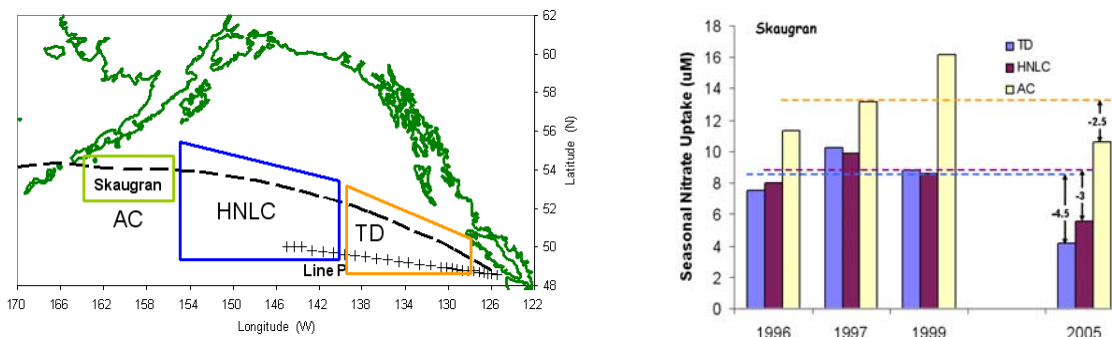 62
60
58
56
54
52
50
48
Latitude (N)
Skaugran
AC
HNLC
TD
Line P
170 166 162 158 154 150 146 142 138 134 130 126 122
Longitude (W)
Skaugran
TD
HNLC
AC
Seasonal Nitrate Uptake (uM)
18
16
14
12
10
8
6
4
2
0
-2.5
-3
-4.5
1996 1997 1999 2005